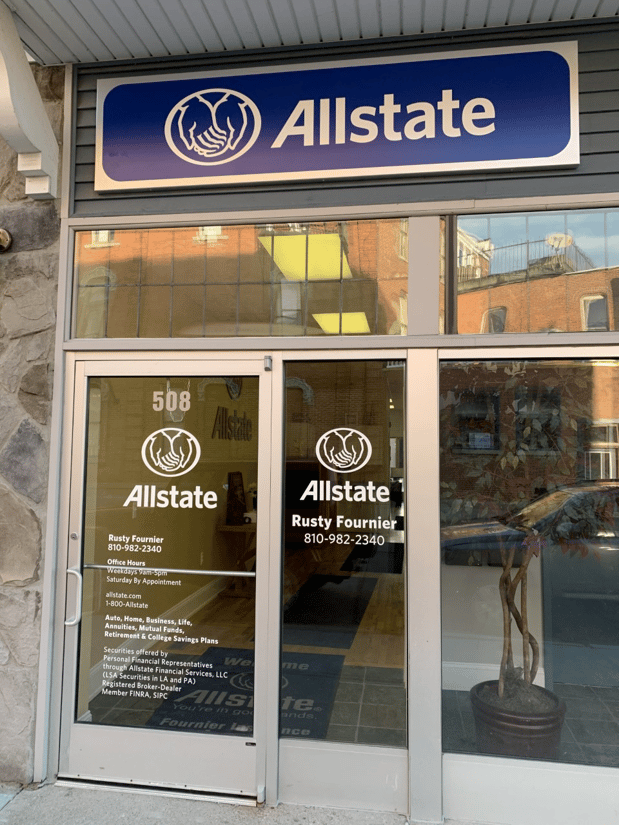 Allstate
508
Allstate
Allstate
Rusty Fournier
810-982-2340
Office Hours
Weekdays 9am-5pm
Saturday By Appointment
allstate.com
1-800-Allstate
Auto, Home, Business, Life,
Annuities, Mutual Funds,
Retirement & College Savings Plans
Securities offered by
Personal Financial Representatives
through Allstate Financial Services, LLC
(LSA Securities in LA and PA)
Registered Broker-Dealer
Member FINRA, SIPC
Allstate
Rusty Fournier
810-982-2340
Welcome
Allstate
You're in good hands.
Fournier